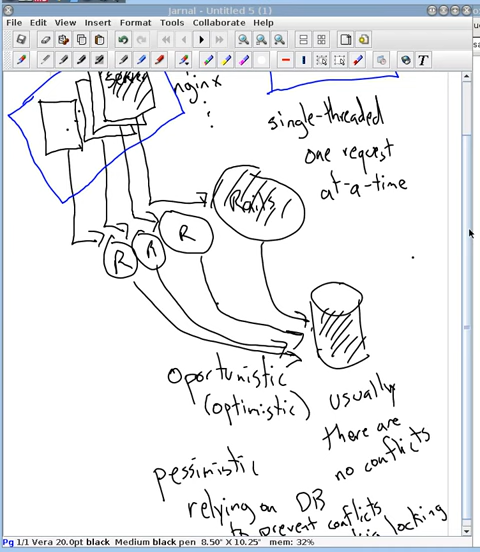 Jarnal - Untitled 5 (1)
File Edit View Insert Format Tools Collaborate Help
T
Server
nginx
single-threaded
one request
at-a-time
Rails
R
R
R
oportunistic
(optimistic)
usually
there are
no conflicts
pessimistic
relying on DB
to prevent conflicts
locking
Pg 1/1 Vera 20.0pt black Medium black pen 8.50" X 10.25" mem: 32%